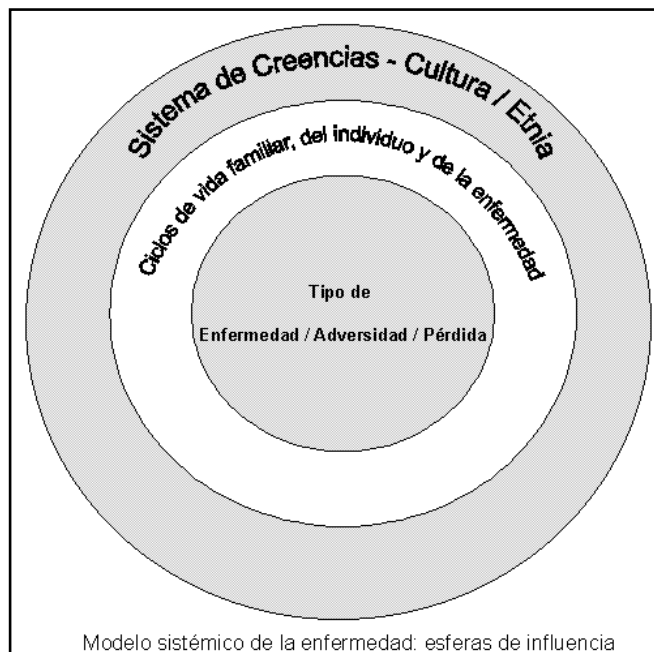 Sistema de Creencias - Cultura / Etnia
Ciclos de vida familiar, del individuo y de la enfermedad
Tipo de
Enfermedad / Adversidad / Pérdida
Modelo sistémico de la enfermedad: esferas de influencia